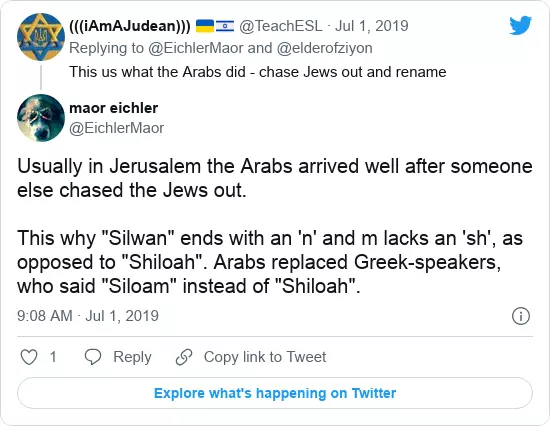 (((iAmAJudean))) 🇺🇦🇮🇱 @TeachESL · Jul 1, 2019
Replying to @EichlerMaor and @elderofziyon
This us what the Arabs did - chase Jews out and rename
maor eichler
@EichlerMaor
Usually in Jerusalem the Arabs arrived well after someone
else chased the Jews out.
This why "Silwan" ends with an 'n' and m lacks an 'sh', as
opposed to "Shiloah". Arabs replaced Greek-speakers,
who said "Siloam" instead of "Shiloah".
9:08 AM · Jul 1, 2019
1 Reply Copy link to Tweet
Explore what's happening on Twitter